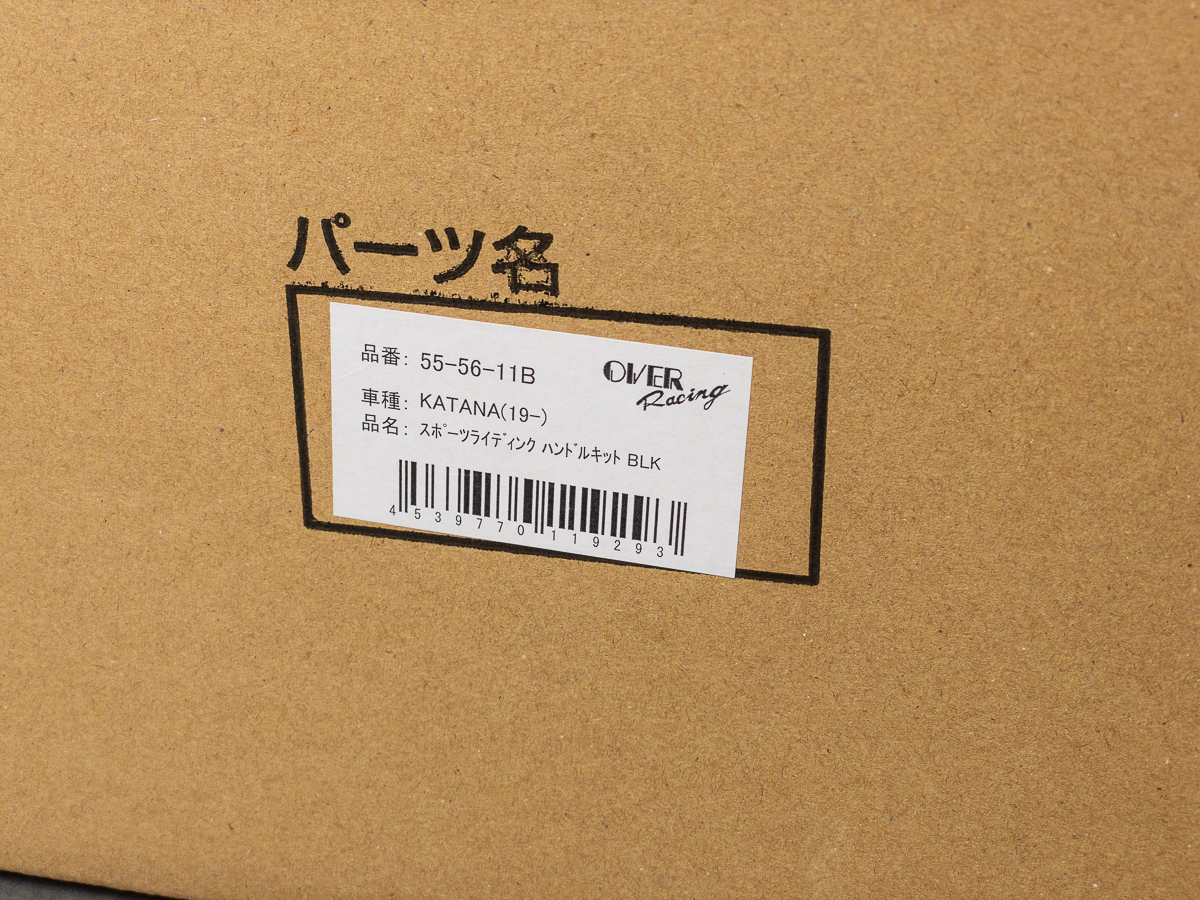 パーツ名
品番: 55-56-11B
OVER Racing
車種: KATANA(19-)
品名: ｽﾎﾟｰﾂﾗｲﾃﾞｨﾝｸ ﾊﾝﾄﾞﾙｷｯﾄ BLK
4539770119293